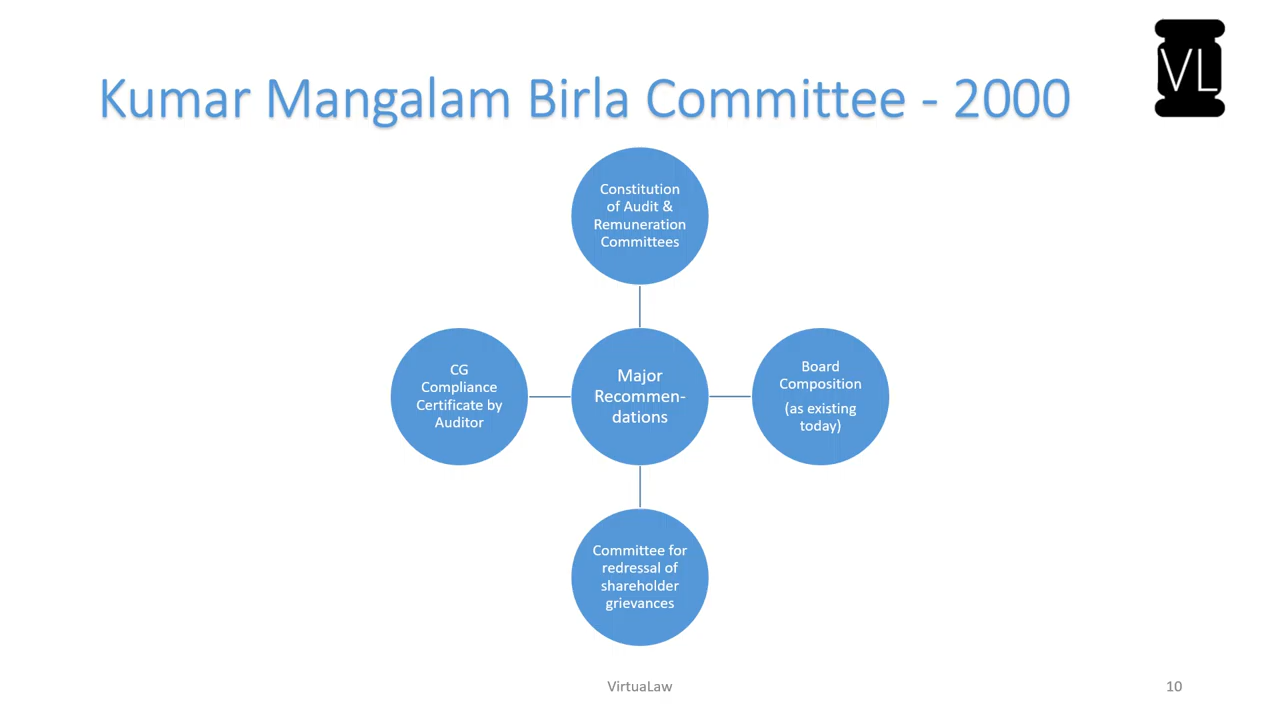 VL
Kumar Mangalam Birla Committee - 2000
Constitution
of Audit &
Remuneration
Committees
CG
Compliance
Certificate by
Auditor
Major
Recommen-
dations
Board
Composition
(as existing
today)
Committee for
redressal of
shareholder
grievances
VirtuaLaw
10